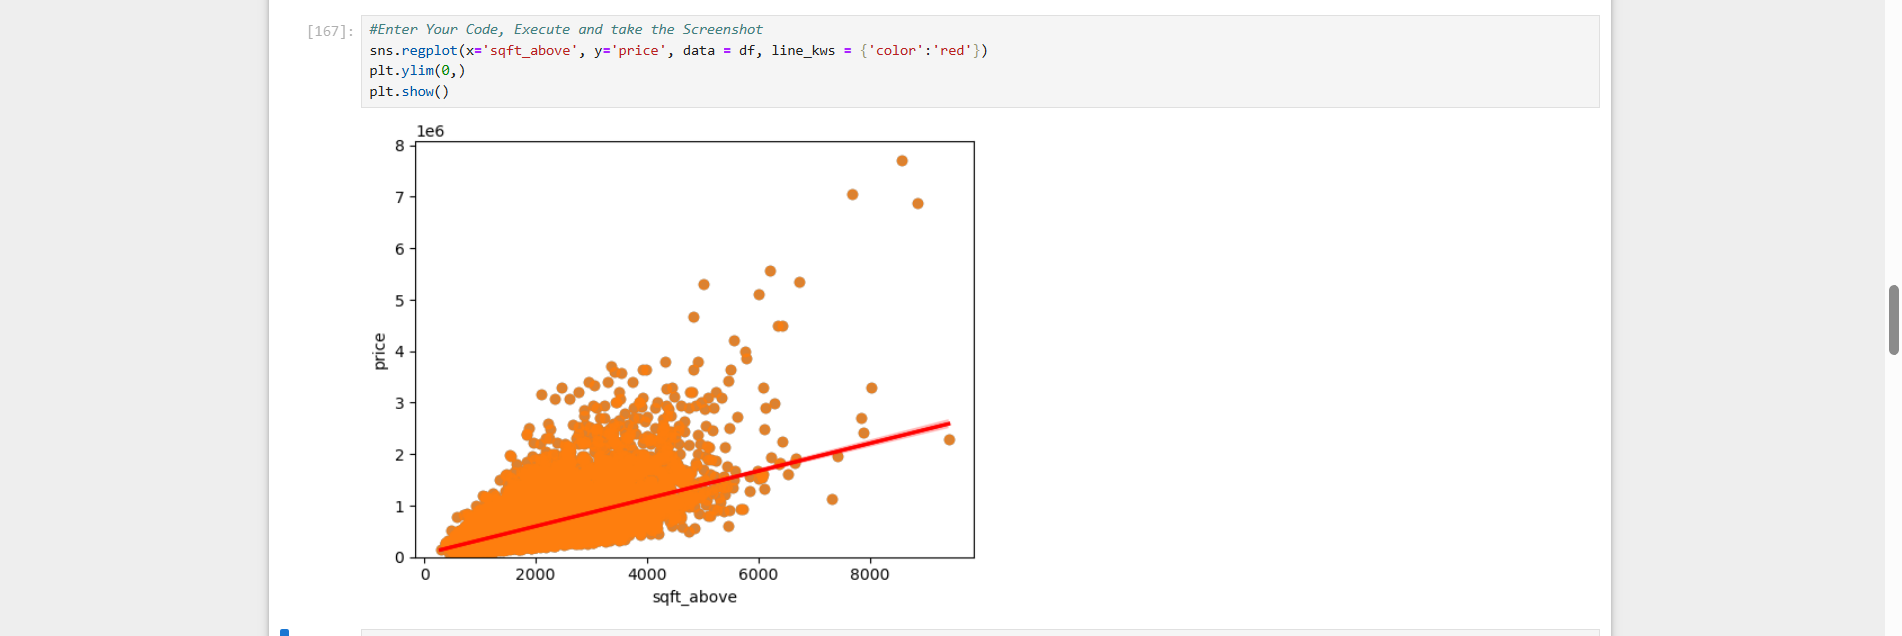 [167]: #Enter Your Code, Execute and take the Screenshot
sns.regplot(x='sqft_above', y='price', data = df, line_kws = {'color':'red'})
plt.ylim(0,)
plt.show()
1e6
8
7
6
5
4
3
2
1
0
price
0 2000 4000 6000 8000
sqft_above